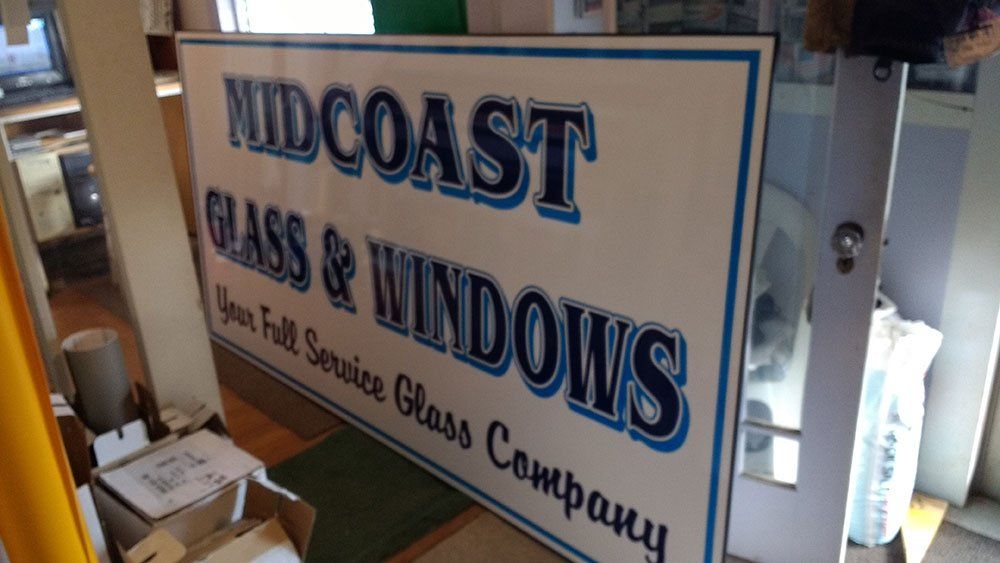 MIDCOAST
GLASS & WINDOWS
Your Full Service Glass Company